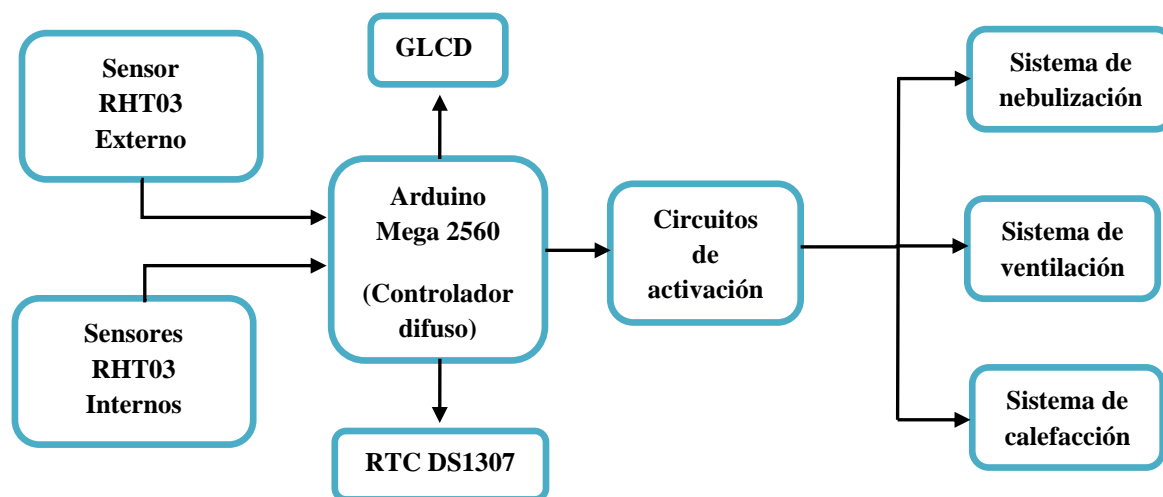 Sensor
RHT03
Externo
Sensores
RHT03
Internos
GLCD
Arduino
Mega 2560
(Controlador
difuso)
RTC DS1307
Circuitos
de
activación
Sistema de
nebulización
Sistema de
ventilación
Sistema de
calefacción